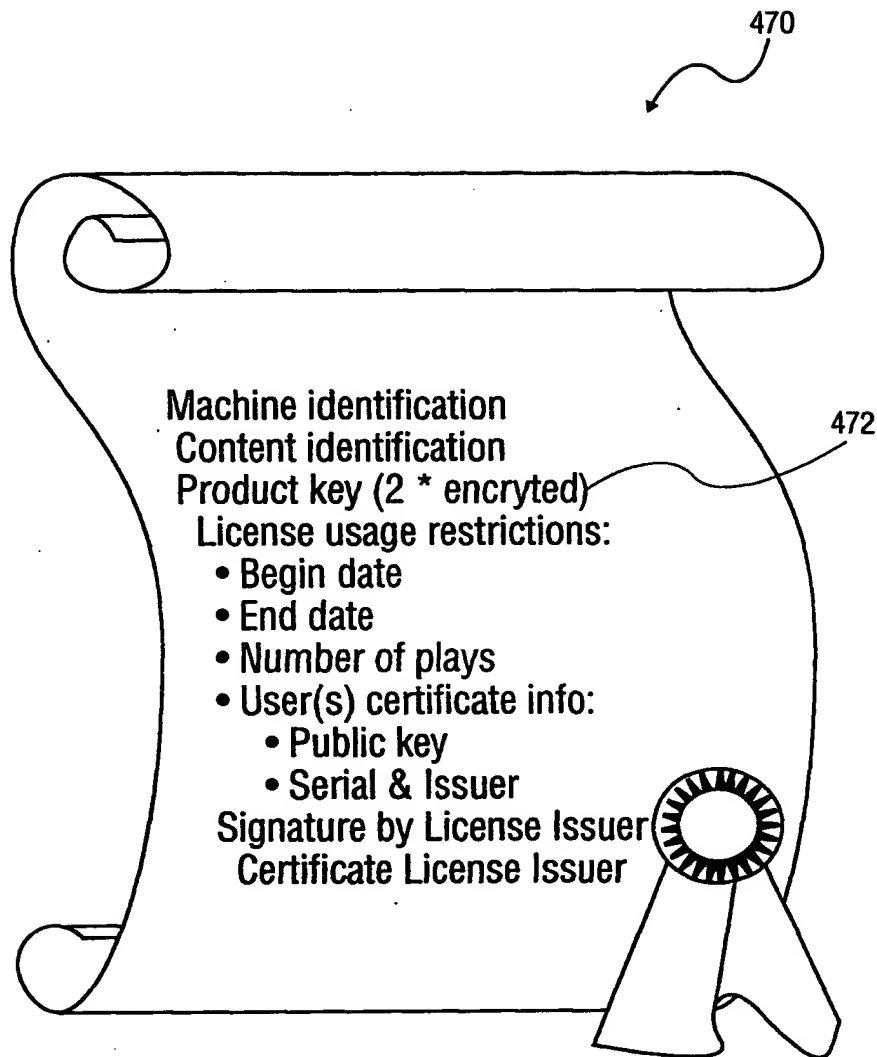 470
Machine identification
Content identification
472
Product key (2 * encryted)
License usage restrictions:
• Begin date
• End date
• Number of plays
• User(s) certificate info:
• Public key
• Serial & Issuer
Signature by License Issuer
Certificate License Issuer